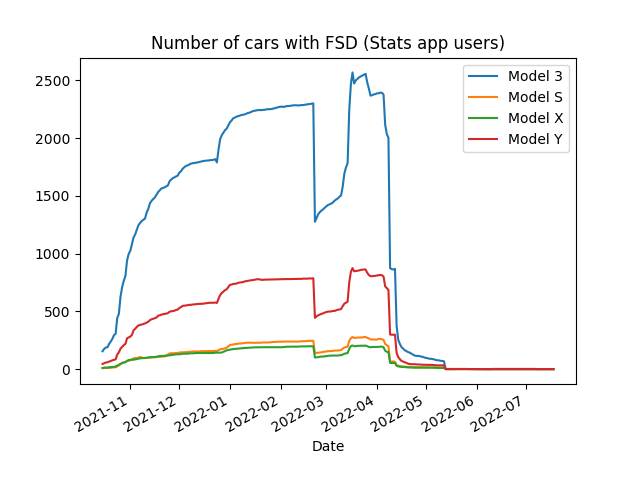 Number of cars with FSD (Stats app users)
2500
2000
1500
1000
500
0
Model 3
Model S
Model X
Model Y
2021-11
2021-12
2022-01
2022-02
2022-03
2022-04
2022-05
2022-06
2022-07
Date